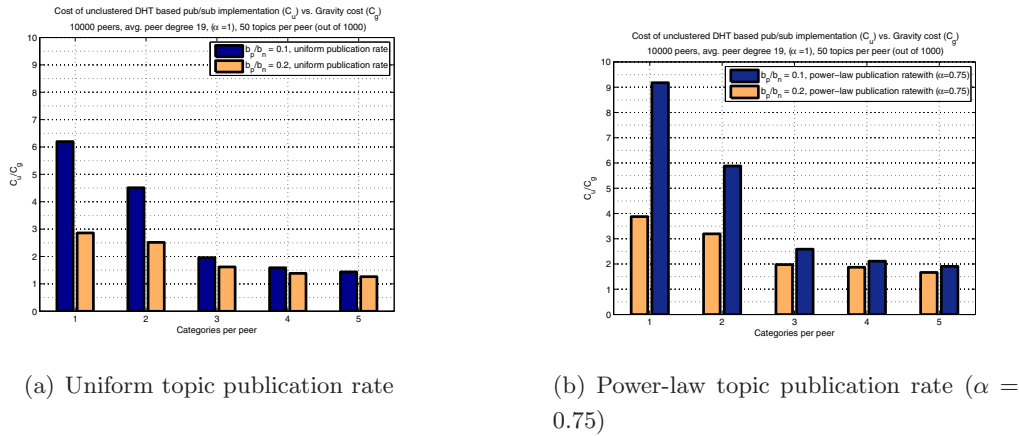 Cost of unclustered DHT based pub/sub implementation (C_u) vs. Gravity cost (C_g)
10000 peers, avg. peer degree 19, (α =1), 50 topics per peer (out of 1000)
b_p/b_n = 0.1, uniform publication rate
b_p/b_n = 0.2, uniform publication rate
10
9
8
7
6
5
4
3
2
1
0
C_u/C_g
1 2 3 4 5
Categories per peer
(a) Uniform topic publication rate
Cost of unclustered DHT based pub/sub implementation (C_u) vs. Gravity cost (C_g)
10000 peers, avg. peer degree 19, (α=1), 50 topics per peer (out of 1000)
b_p/b_n = 0.1, power-law publication ratewith (α=0.75)
b_p/b_n = 0.2, power-law publication ratewith (α=0.75)
10
9
8
7
6
5
4
3
2
1
0
C_u/C_g
1 2 3 4 5
Categories per peer
(b) Power-law topic publication rate (α =
0.75)